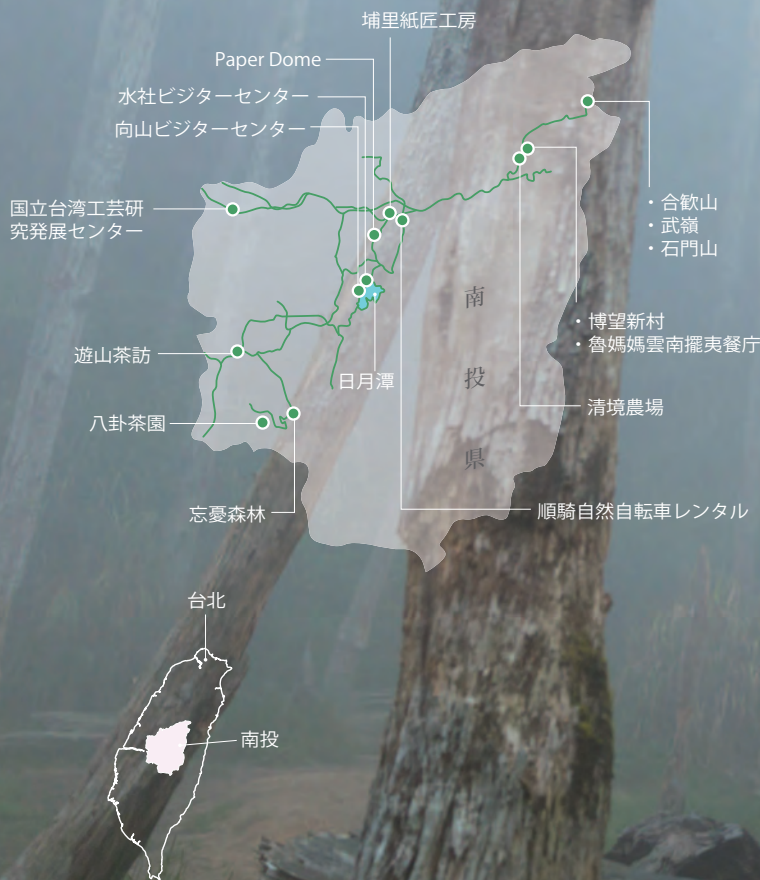 埔里紙匠工房
Paper Dome
水社ビジターセンター
向山ビジターセンター
国立台湾工芸研
究発展センター
・合歓山
・武嶺
・石門山
南
投
県
・博望新村
・魯媽媽雲南擺夷餐庁
遊山茶訪
日月潭
清境農場
八卦茶園
忘憂森林
順騎自然自転車レンタル
台北
南投